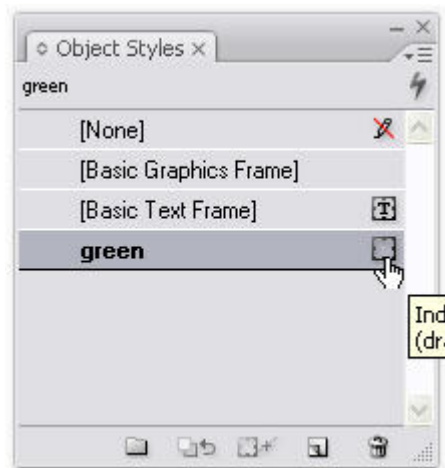 Object Styles
green
[None]
[Basic Graphics Frame]
[Basic Text Frame]
T
green
Ind
(dra